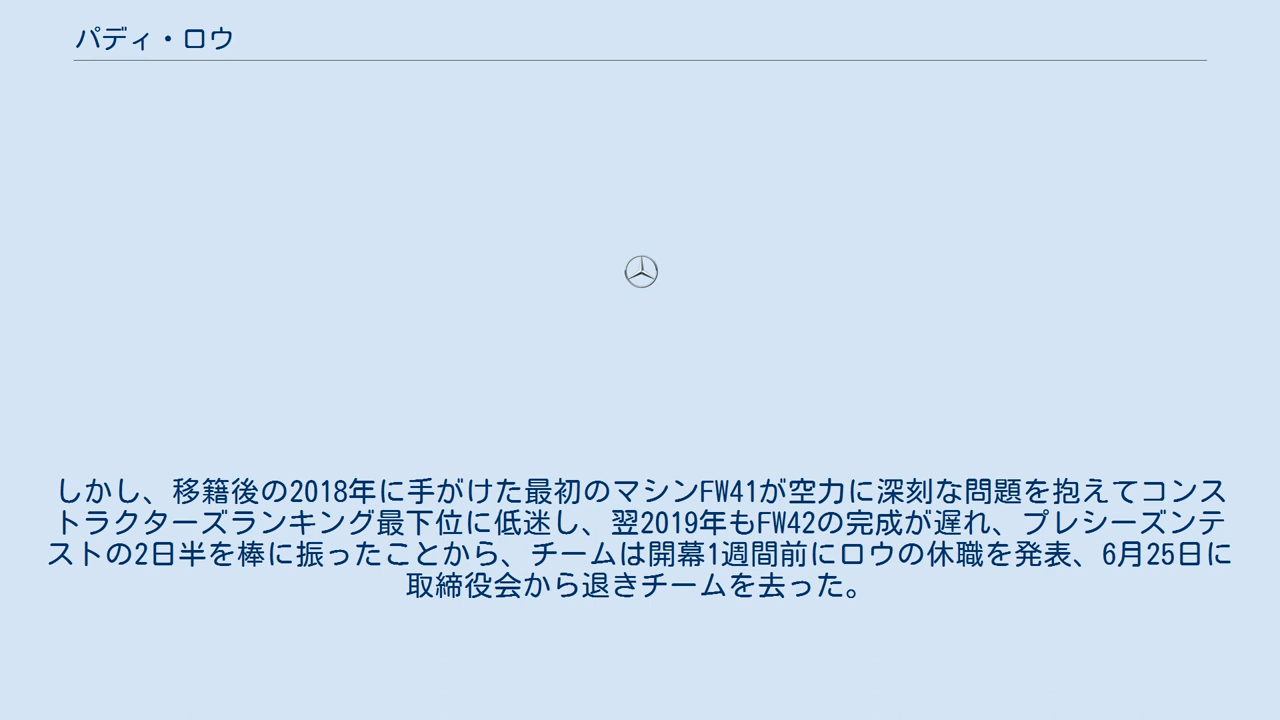 パディ・ロウ
しかし、移籍後の2018年に手がけた最初のマシンFW41が空力に深刻な問題を抱えてコンス
トラクターズランキング最下位に低迷し、翌2019年もFW42の完成が遅れ、プレシーズンテ
ストの2日半を棒に振ったことから、チームは開幕1週間前にロウの休職を発表、6月25日に
取締役会から退きチームを去った。